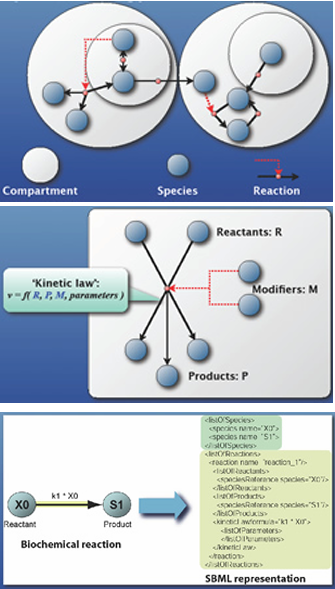 Compartment
Species
Reaction
Reactants: R
'Kinetic law':
v = f( R, P, M, parameters )
Modifiers: M
Products: P
<listOfSpecies>
<species name="X0">
<species name "S1">
</listOfSpecies>
<listOfReactions>
<reaction name "reaction_1"/>
<listOfReactants>
<speciesReference species="X0"/>
</listOfReactants>
<listOfProducts>
<speciesReference species="S1"/>
</listOfProducts>
<kineticLawformula="k1 * X0">
<listOfParameters>
</listOfParameters>
</kineticLaw>
</reaction>
</listOfReactions>
k1 * X0
X0
S1
Reactant
Product
Biochemical reaction
SBML representation